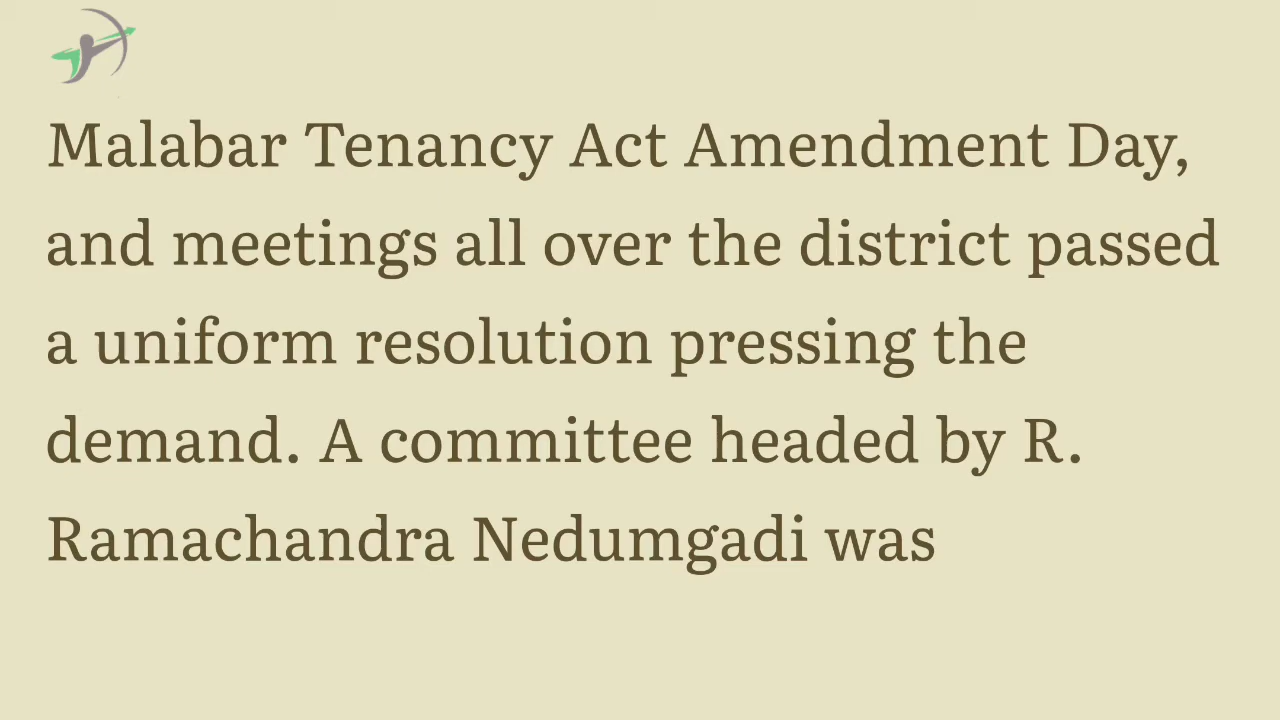 Malabar Tenancy Act Amendment Day,
and meetings all over the district passed
a uniform resolution pressing the
demand. A committee headed by R.
Ramachandra Nedumgadi was